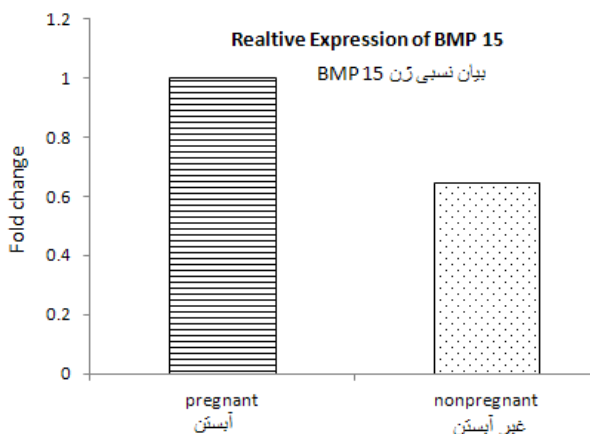 Realtive Expression of BMP 15
بیان نسبی ژن BMP 15
Fold change
1.2
1
0.8
0.6
0.4
0.2
0
pregnant
آبستن
nonpregnant
غیر آبستن